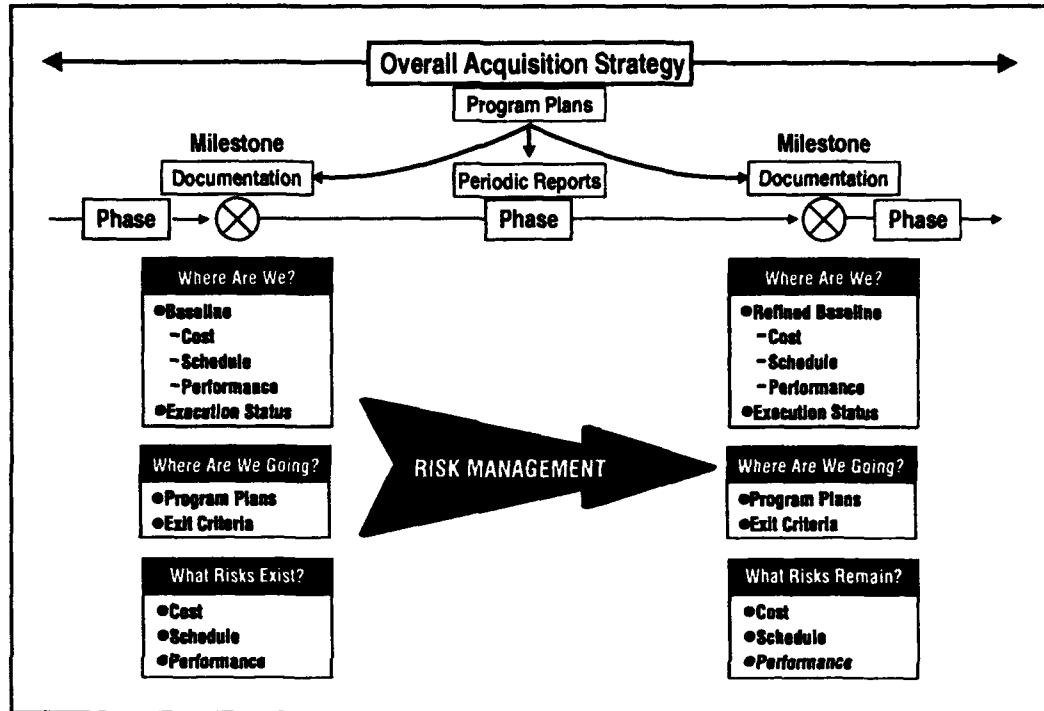 Overall Acquisition Strategy
Program Plans
Milestone
Documentation
Periodic Reports
Milestone
Documentation
Phase
Phase
Phase
Where Are We?
●Baseline
-Cost
-Schedule
-Performance
●Execution Status
Where Are We Going?
●Program Plans
●Exit Criteria
What Risks Exist?
●Cost
●Schedule
●Performance
RISK MANAGEMENT
Where Are We?
●Refined Baseline
-Cost
-Schedule
-Performance
●Execution Status
Where Are We Going?
●Program Plans
●Exit Criteria
What Risks Remain?
●Cost
●Schedule
●Performance